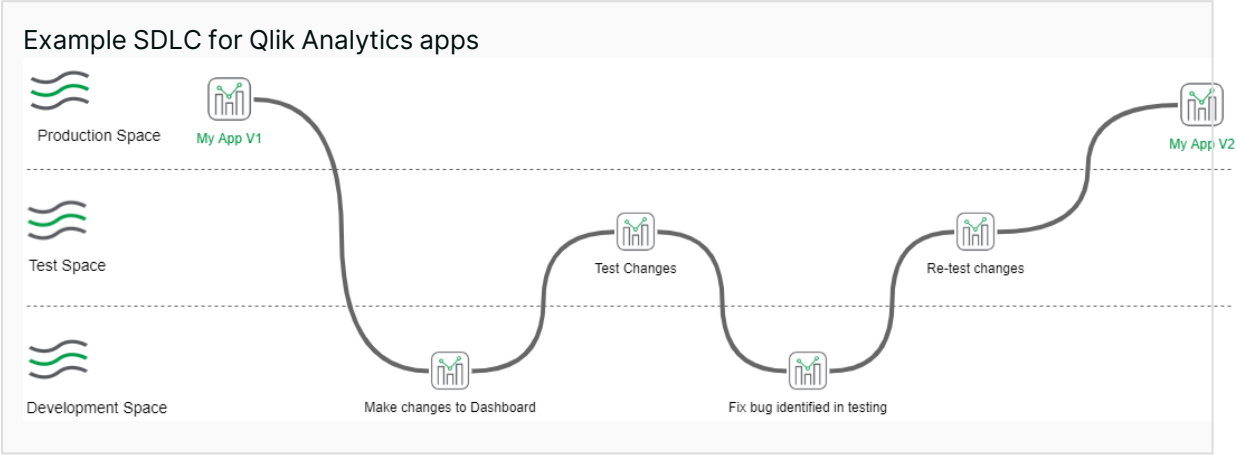 Example SDLC for Qlik Analytics apps
Production Space
My App V1
My App V2
Test Space
Test Changes
Re-test changes
Development Space
Make changes to Dashboard
Fix bug identified in testing